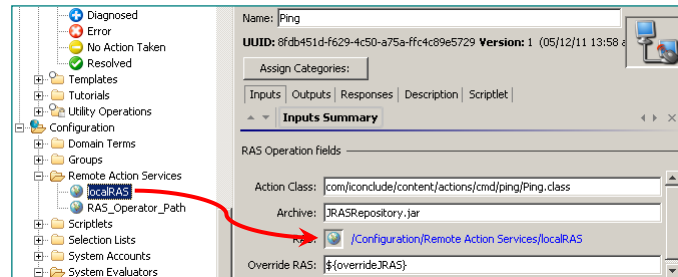 Diagnosed
Error
No Action Taken
Resolved
Templates
Tutorials
Utility Operations
Configuration
Domain Terms
Groups
Remote Action Services
localRAS
RAS_Operator_Path
Scriptlets
Selection Lists
System Accounts
System Evaluators
Name: Ping
UUID: 8fdb451d-f629-4c50-a75a-ffc4c89e5729 Version: 1 (05/12/11 13:58
Assign Categories:
Inputs Outputs Responses Description Scriptlet
Inputs Summary
RAS Operation fields
Action Class: com/iconclude/content/actions/cmd/ping/Ping.class
Archive: JRASRepository.jar
RAS: /Configuration/Remote Action Services/localRAS
Override RAS: ${overrideJRAS}